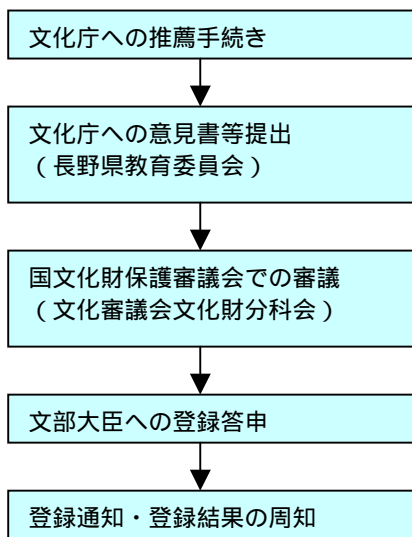 文化庁への推薦手続き
文化庁への意見書等提出
（長野県教育委員会）
国文化財保護審議会での審議
（文化審議会文化財分科会）
文部大臣への登録答申
登録通知・登録結果の周知